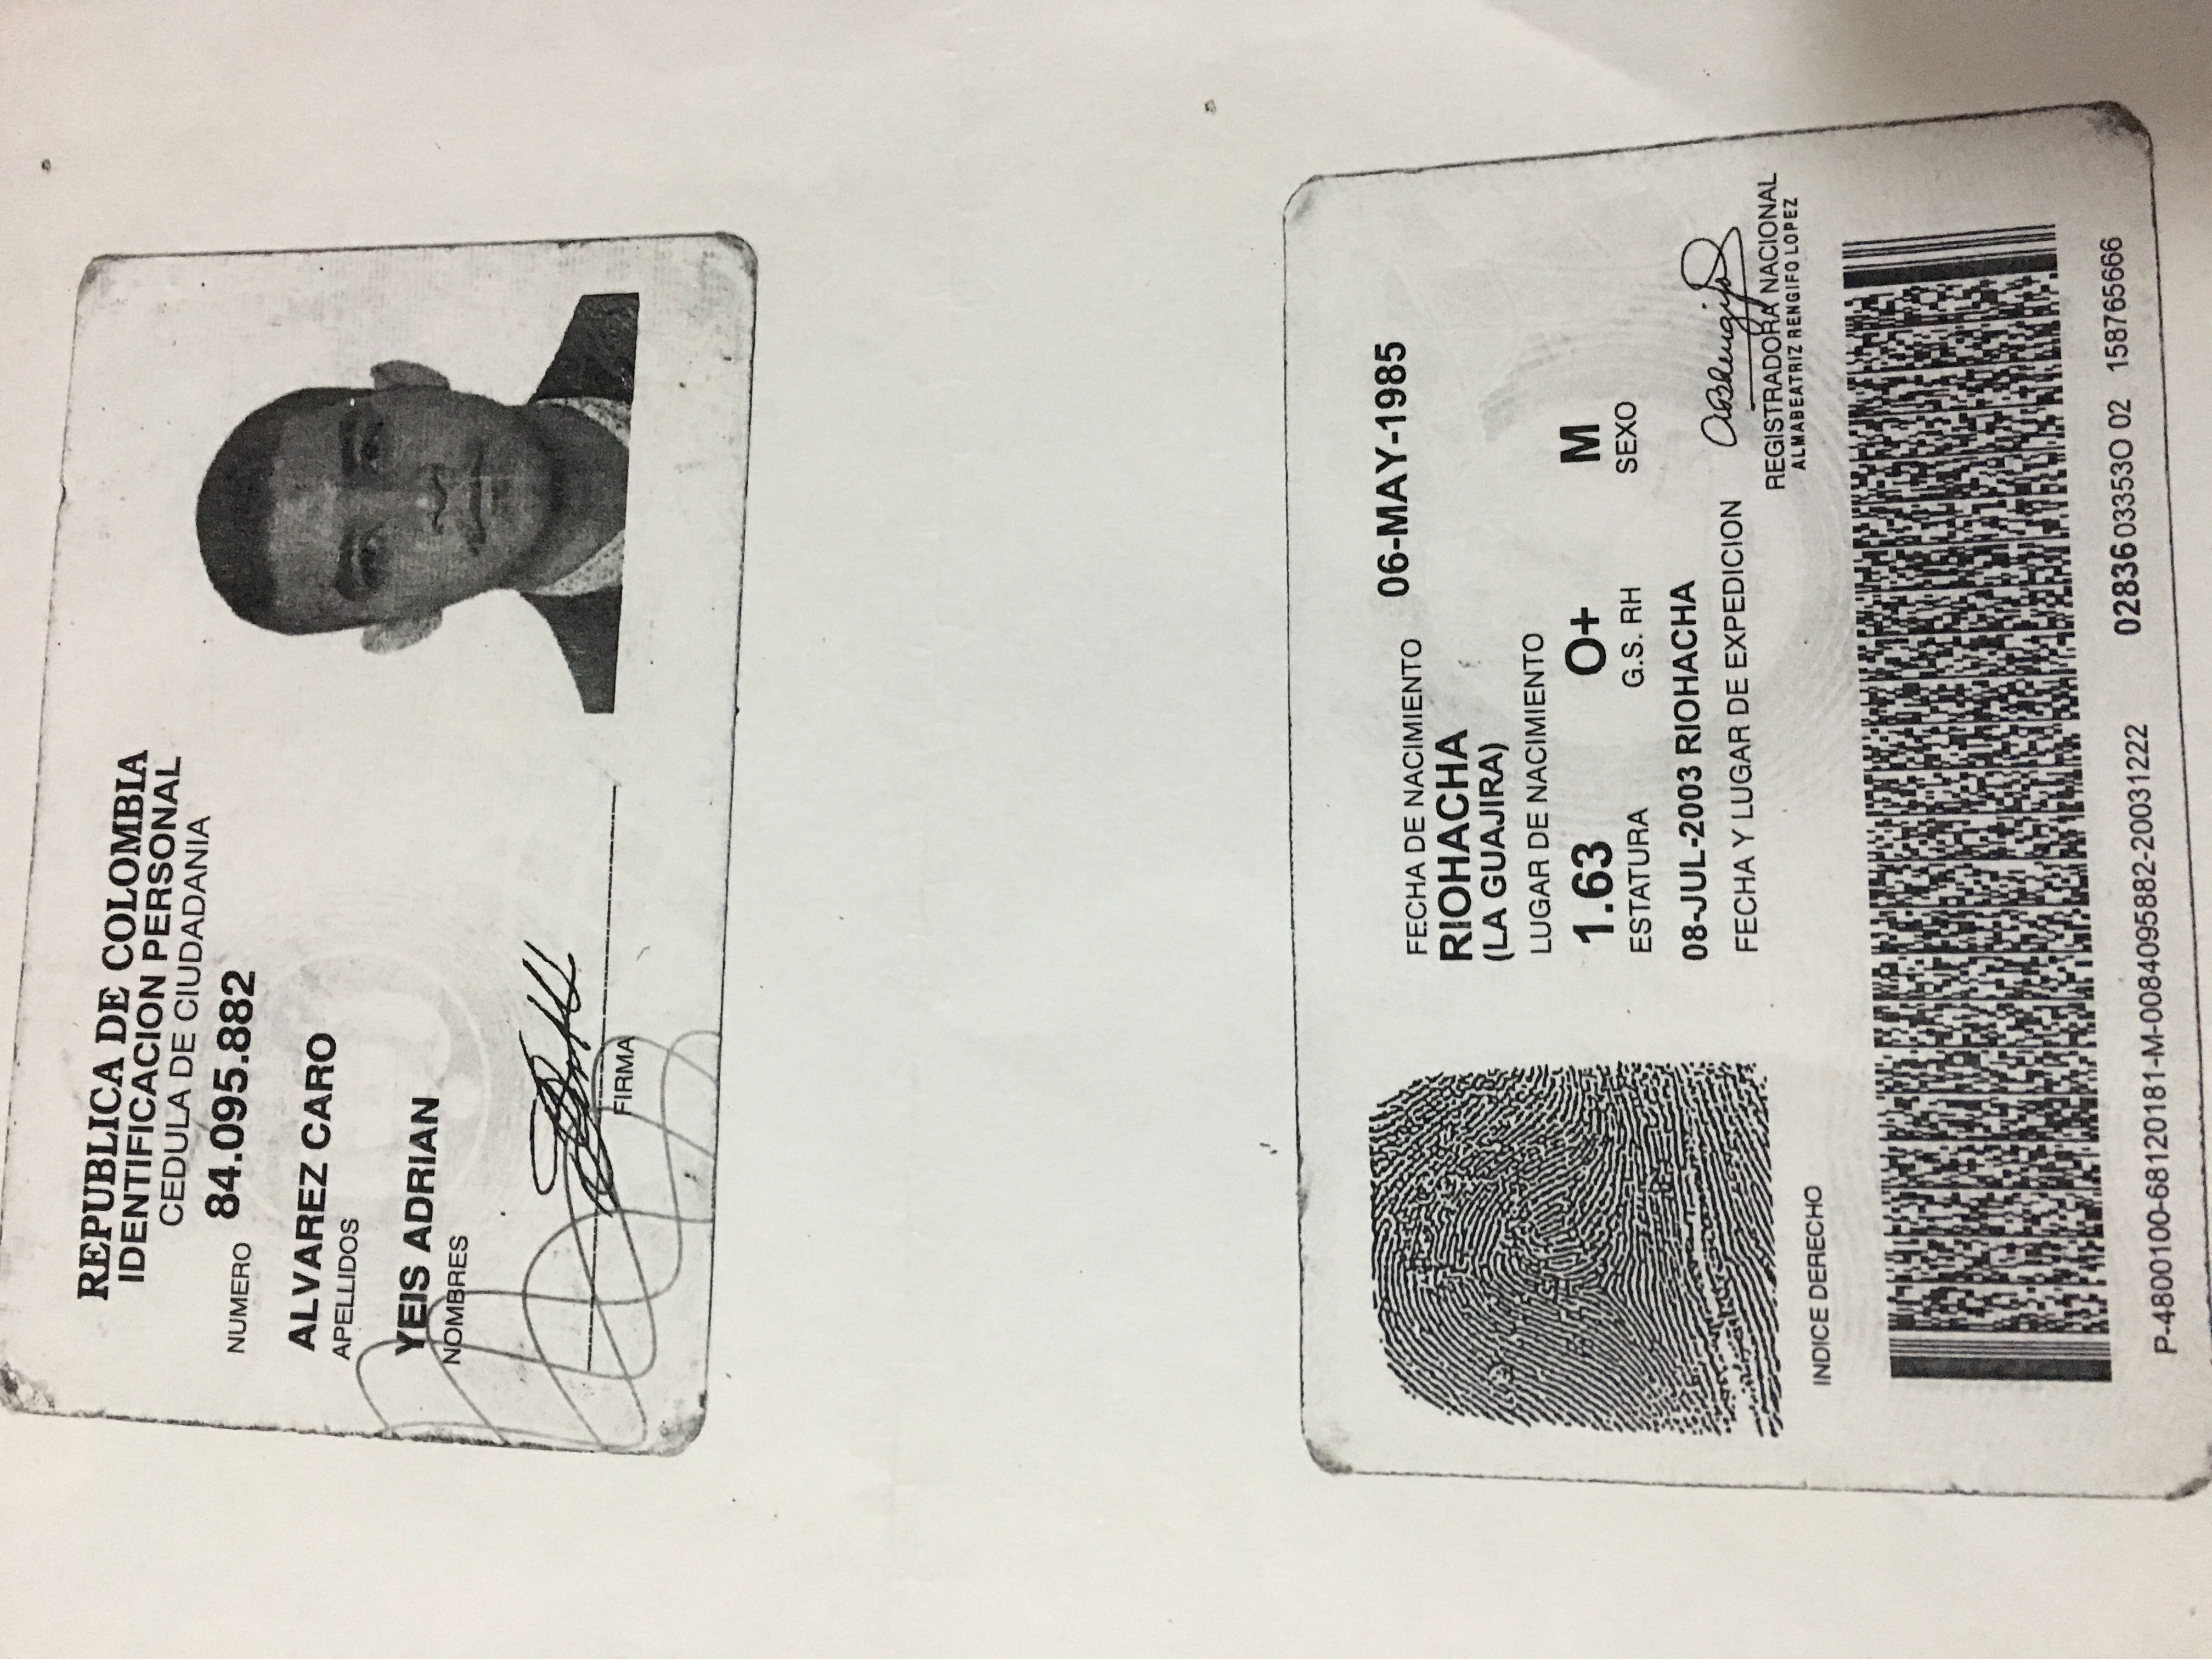 REPUBLICA DE COLOMBIA
IDENTIFICACION PERSONAL
CEDULA DE CIUDADANIA
NUMERO 84.095.882
ALVAREZ CARO
APELLIDOS
YEIS ADRIAN
NOMBRES
FIRMA
FECHA DE NACIMIENTO 06-MAY-1985
RIOHACHA
(LA GUAJIRA)
LUGAR DE NACIMIENTO
1.63 O+ M
ESTATURA G.S. RH SEXO
08-JUL-2003 RIOHACHA
FECHA Y LUGAR DE EXPEDICION
REGISTRADORA NACIONAL
ALMABEATRIZ RENGIFO LOPEZ
INDICE DERECHO
P-4800100-68120181-M-0084095882-20031222 02836 03353O 02 158765666